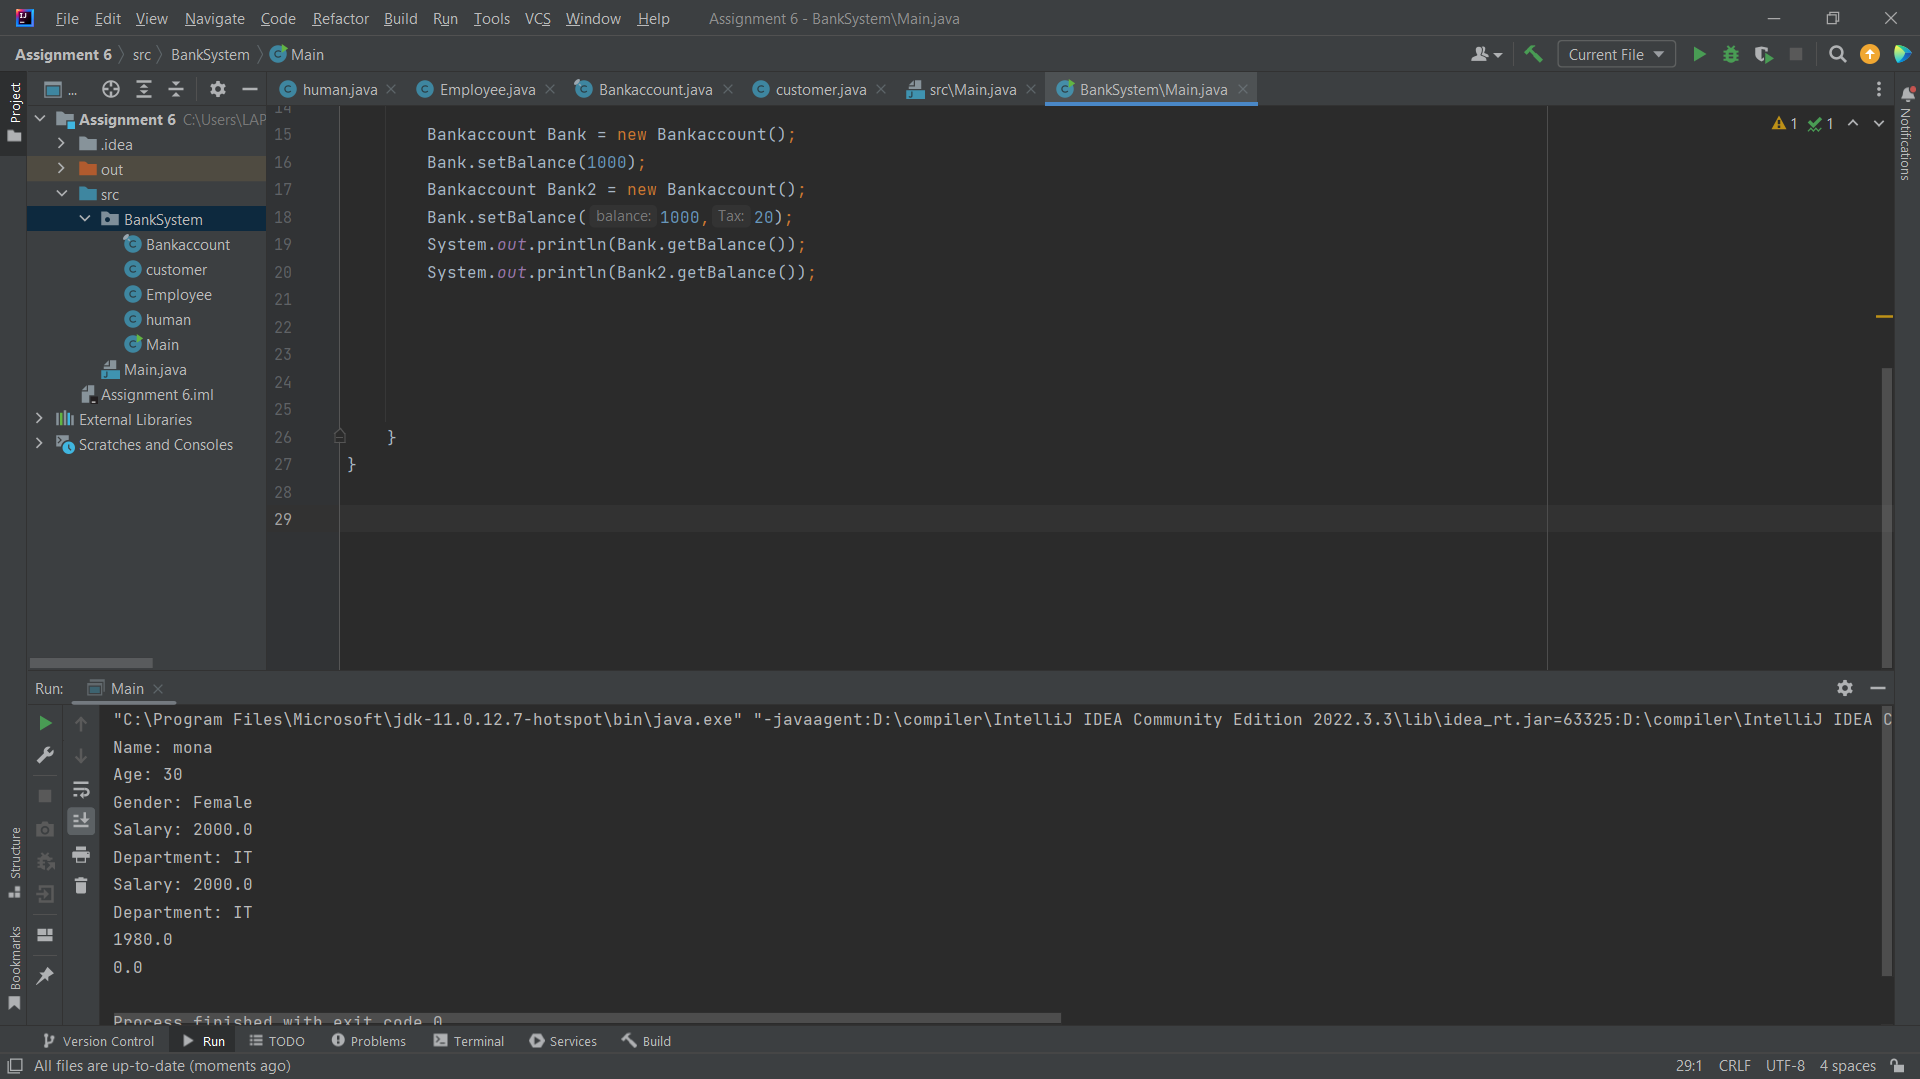 File Edit View Navigate Code Refactor Build Run Tools VCS Window Help Assignment 6 - BankSystem\Main.java
Assignment 6 src BankSystem Main Current File
Project
... human.java Employee.java Bankaccount.java customer.java src\Main.java BankSystem\Main.java
Notifications
Assignment 6 C:\Users\LAP
.idea
out
src
BankSystem
Bankaccount
customer
Employee
human
Main
Main.java
Assignment 6.iml
External Libraries
Scratches and Consoles
14
15 Bankaccount Bank = new Bankaccount();
16 Bank.setBalance(1000);
17 Bankaccount Bank2 = new Bankaccount();
18 Bank.setBalance( balance: 1000, Tax: 20);
19 System.out.println(Bank.getBalance());
20 System.out.println(Bank2.getBalance());
21
22
23
24
25
26 }
27 }
28
29
1 1
Run: Main
"C:\Program Files\Microsoft\jdk-11.0.12.7-hotspot\bin\java.exe" "-javaagent:D:\compiler\IntelliJ IDEA Community Edition 2022.3.3\lib\idea_rt.jar=63325:D:\compiler\IntelliJ IDEA C
Name: mona
Age: 30
Gender: Female
Salary: 2000.0
Department: IT
Salary: 2000.0
Department: IT
1980.0
0.0
Process finished with exit code 0
Structure
Bookmarks
Version Control Run TODO Problems Terminal Services Build
All files are up-to-date (moments ago) 29:1 CRLF UTF-8 4 spaces